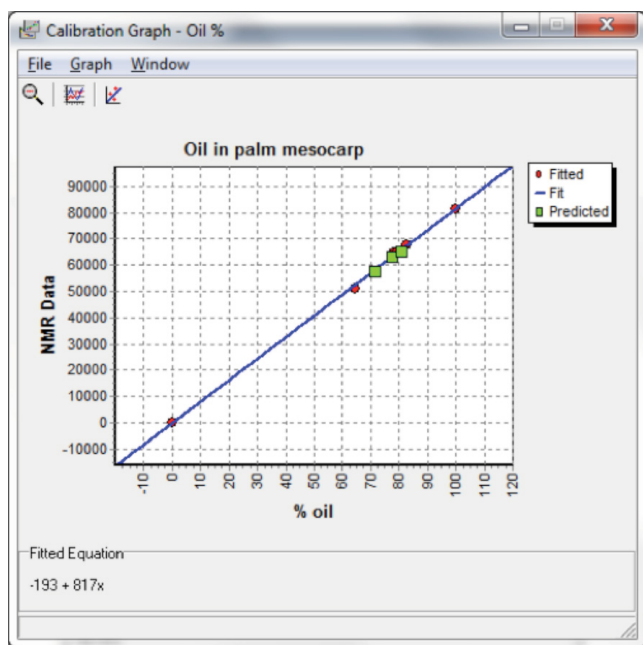 Calibration Graph - Oil %
File Graph Window
Oil in palm mesocarp
Fitted
Fit
Predicted
NMR Data
90000
80000
70000
60000
50000
40000
30000
20000
10000
0
-10000
-10 0 10 20 30 40 50 60 70 80 90 100 110 120
% oil
Fitted Equation
-193 + 817x